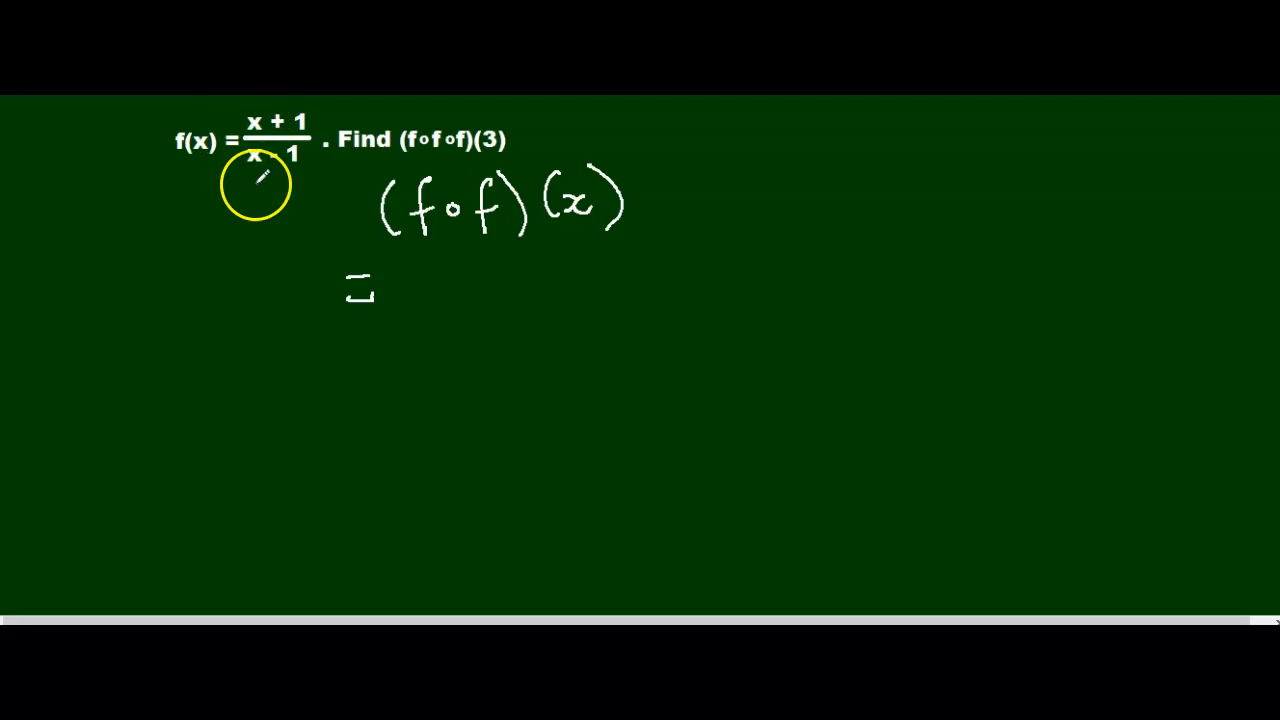 f(x) = x + 1 / x - 1 . Find (f∘f∘f)(3)
(f∘f)(x)
=